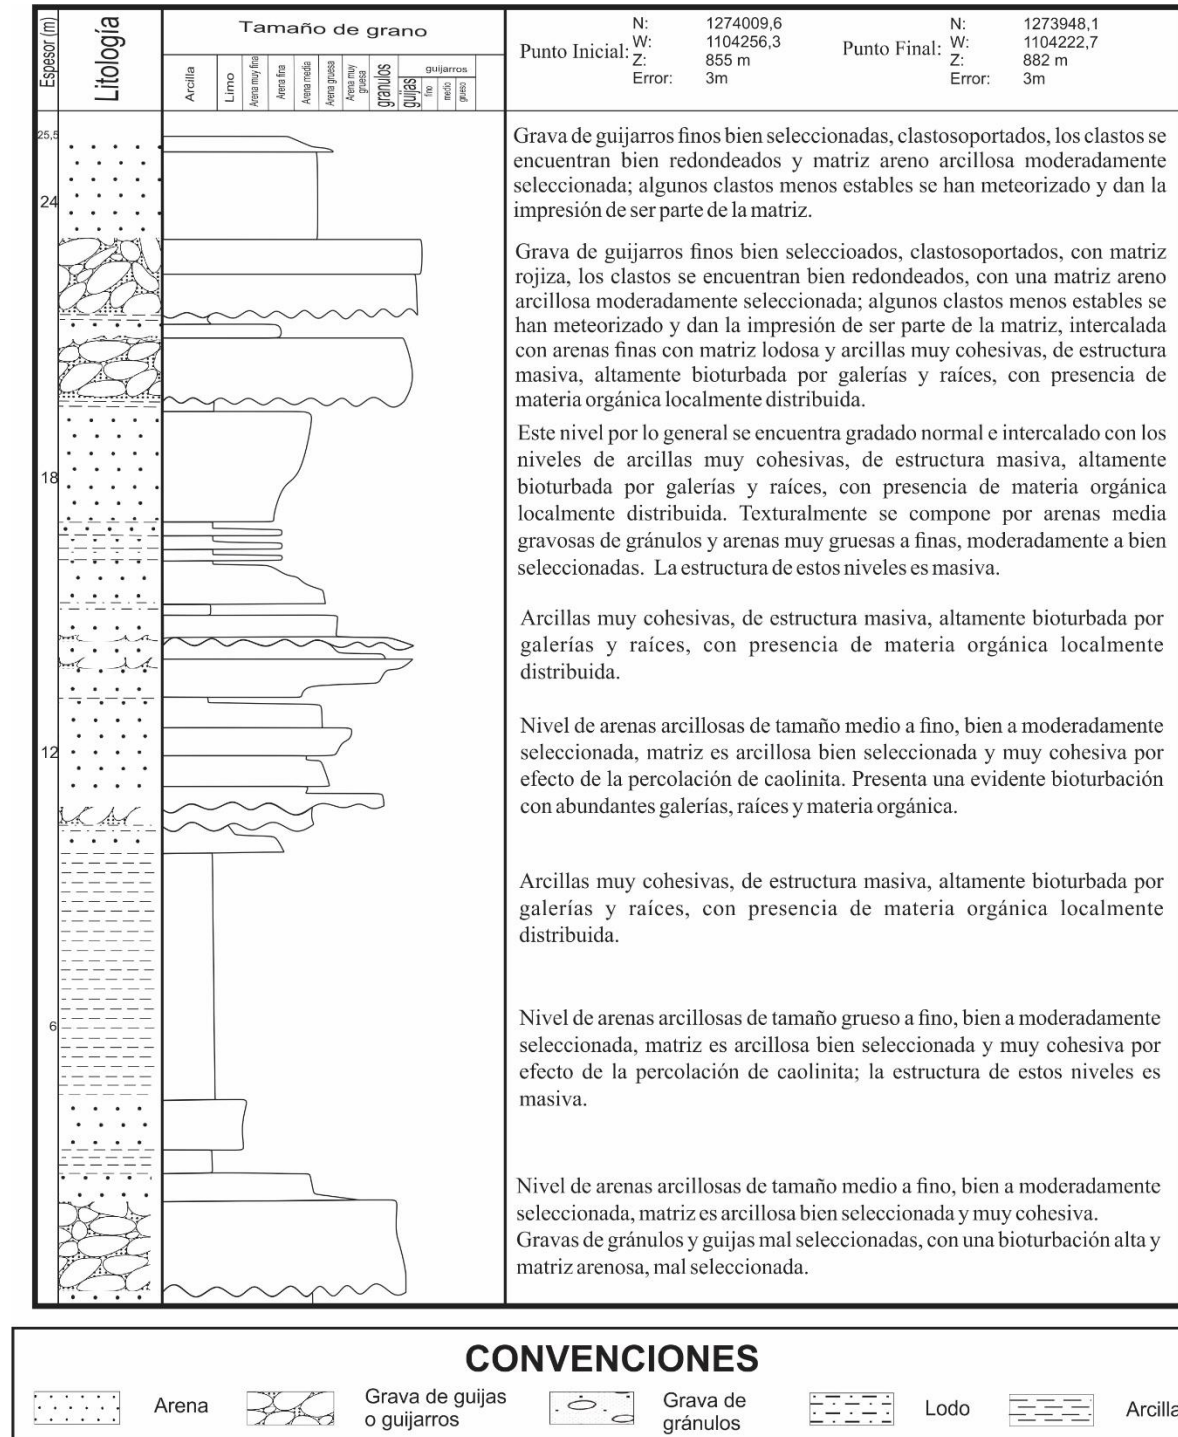 Espesor (m)
Litología
Tamaño de grano
Arcilla
Limo
Arena muy fina
Arena fina
Arena media
Arena gruesa
Arena muy gruesa
granulos
guijas
guijarros
fino
medio
grueso
Punto Inicial:
N: 1274009,6
W: 1104256,3
Z: 855 m
Error: 3m
Punto Final:
N: 1273948,1
W: 1104222,7
Z: 882 m
Error: 3m
25,5
24
18
12
6
Grava de guijarros finos bien seleccionadas, clastosoportados, los clastos se
encuentran bien redondeados y matriz areno arcillosa moderadamente
seleccionada; algunos clastos menos estables se han meteorizado y dan la
impresión de ser parte de la matriz.
Grava de guijarros finos bien seleccioados, clastosoportados, con matriz
rojiza, los clastos se encuentran bien redondeados, con una matriz areno
arcillosa moderadamente seleccionada; algunos clastos menos estables se
han meteorizado y dan la impresión de ser parte de la matriz, intercalada
con arenas finas con matriz lodosa y arcillas muy cohesivas, de estructura
masiva, altamente bioturbada por galerías y raíces, con presencia de
materia orgánica localmente distribuida.
Este nivel por lo general se encuentra gradado normal e intercalado con los
niveles de arcillas muy cohesivas, de estructura masiva, altamente
bioturbada por galerías y raíces, con presencia de materia orgánica
localmente distribuida. Texturalmente se compone por arenas media
gravosas de gránulos y arenas muy gruesas a finas, moderadamente a bien
seleccionadas. La estructura de estos niveles es masiva.
Arcillas muy cohesivas, de estructura masiva, altamente bioturbada por
galerías y raíces, con presencia de materia orgánica localmente
distribuida.
Nivel de arenas arcillosas de tamaño medio a fino, bien a moderadamente
seleccionada, matriz es arcillosa bien seleccionada y muy cohesiva por
efecto de la percolación de caolinita. Presenta una evidente bioturbación
con abundantes galerías, raíces y materia orgánica.
Arcillas muy cohesivas, de estructura masiva, altamente bioturbada por
galerías y raíces, con presencia de materia orgánica localmente
distribuida.
Nivel de arenas arcillosas de tamaño grueso a fino, bien a moderadamente
seleccionada, matriz es arcillosa bien seleccionada y muy cohesiva por
efecto de la percolación de caolinita; la estructura de estos niveles es
masiva.
Nivel de arenas arcillosas de tamaño medio a fino, bien a moderadamente
seleccionada, matriz es arcillosa bien seleccionada y muy cohesiva.
Gravas de gránulos y guijas mal seleccionadas, con una bioturbación alta y
matriz arenosa, mal seleccionada.
CONVENCIONES
Arena
Grava de guijas
o guijarros
Grava de
gránulos
Lodo
Arcilla